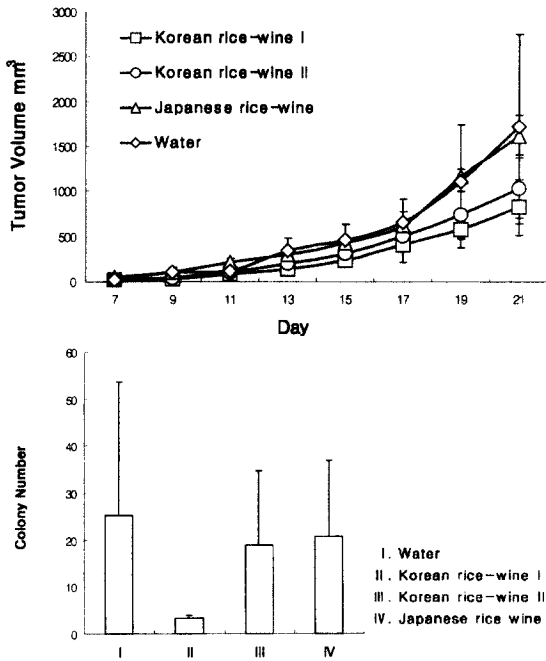 3000
2500
2000
1500
1000
500
0
Tumor Volume mm³
Korean rice-wine I
Korean rice-wine II
Japanese rice-wine
Water
7 9 11 13 15 17 19 21
Day
60
50
40
30
20
10
0
Colony Number
I II III IV
I. Water
II. Korean rice-wine I
III. Korean rice-wine II
IV. Japanese rice wine